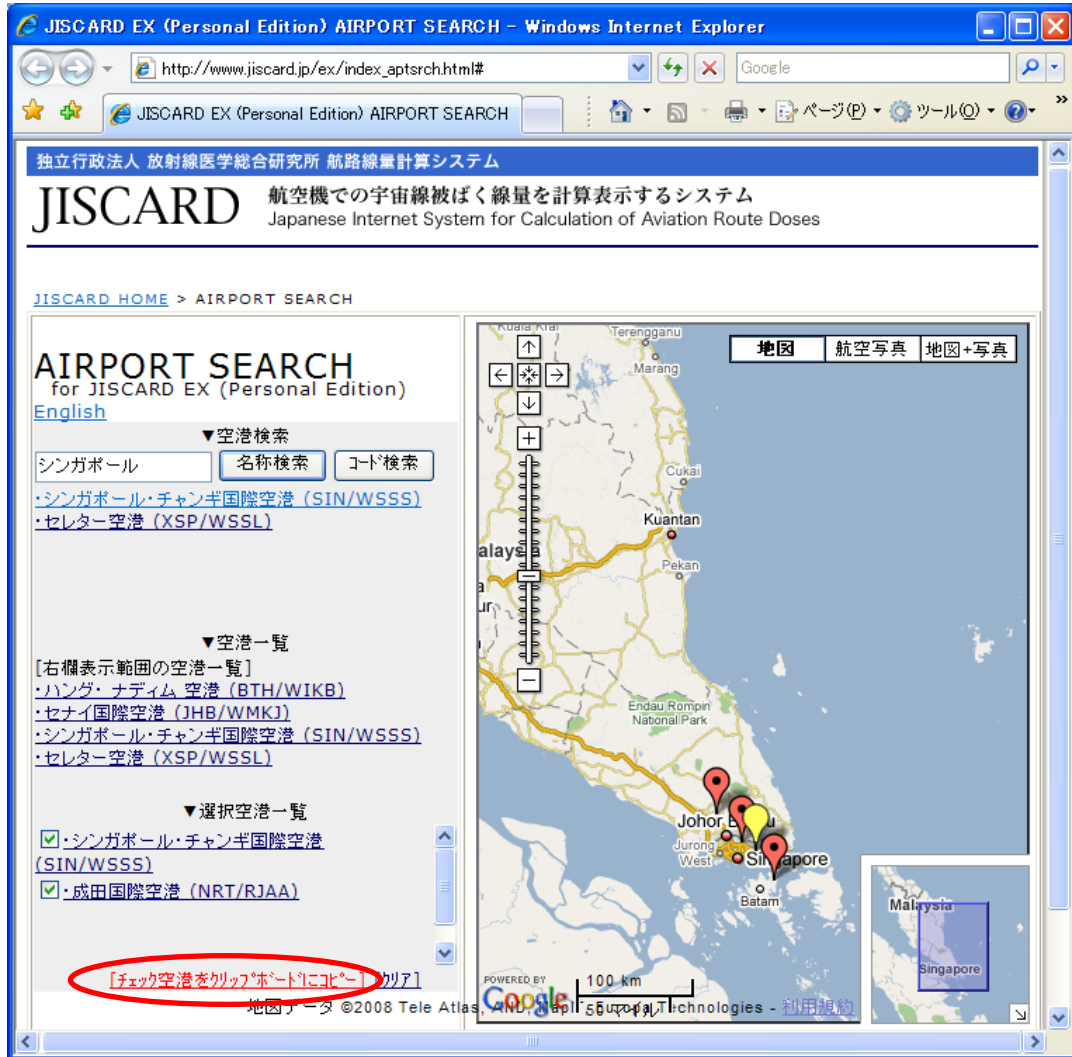 JISCARD EX (Personal Edition) AIRPORT SEARCH - Windows Internet Explorer
http://www.jiscard.jp/ex/index_aptsrch.html#
Google
JISCARD EX (Personal Edition) AIRPORT SEARCH
ページ(P)
ツール(O)
独立行政法人 放射線医学総合研究所 航路線量計算システム
JISCARD
航空機での宇宙線被ばく線量を計算表示するシステム
Japanese Internet System for Calculation of Aviation Route Doses
JISCARD HOME > AIRPORT SEARCH
AIRPORT SEARCH
for JISCARD EX (Personal Edition)
English
▼空港検索
シンガポール 名称検索 コード検索
・シンガポール・チャンギ国際空港 (SIN/WSSS)
・セレター空港 (XSP/WSSL)
▼空港一覧
[右欄表示範囲の空港一覧]
・ハング・ ナディム 空港 (BTH/WIKB)
・セナイ国際空港 (JHB/WMKJ)
・シンガポール・チャンギ国際空港 (SIN/WSSS)
・セレター空港 (XSP/WSSL)
▼選択空港一覧
・シンガポール・チャンギ国際空港
(SIN/WSSS)
・成田国際空港 (NRT/RJAA)
[チェック空港をクリップボードにコピー]
クリア]
地図 航空写真 地図+写真
Kuala Krai
Terengganu
Marang
Cukai
Kuantan
Pekan
Endau Rompin
National Park
Jurong
West
Singapore
Batam
Malaysia
Singapore
POWERED BY
Google
100 km
地図データ ©2008 Tele Atlas, AND, Europa Technologies - 利用規約